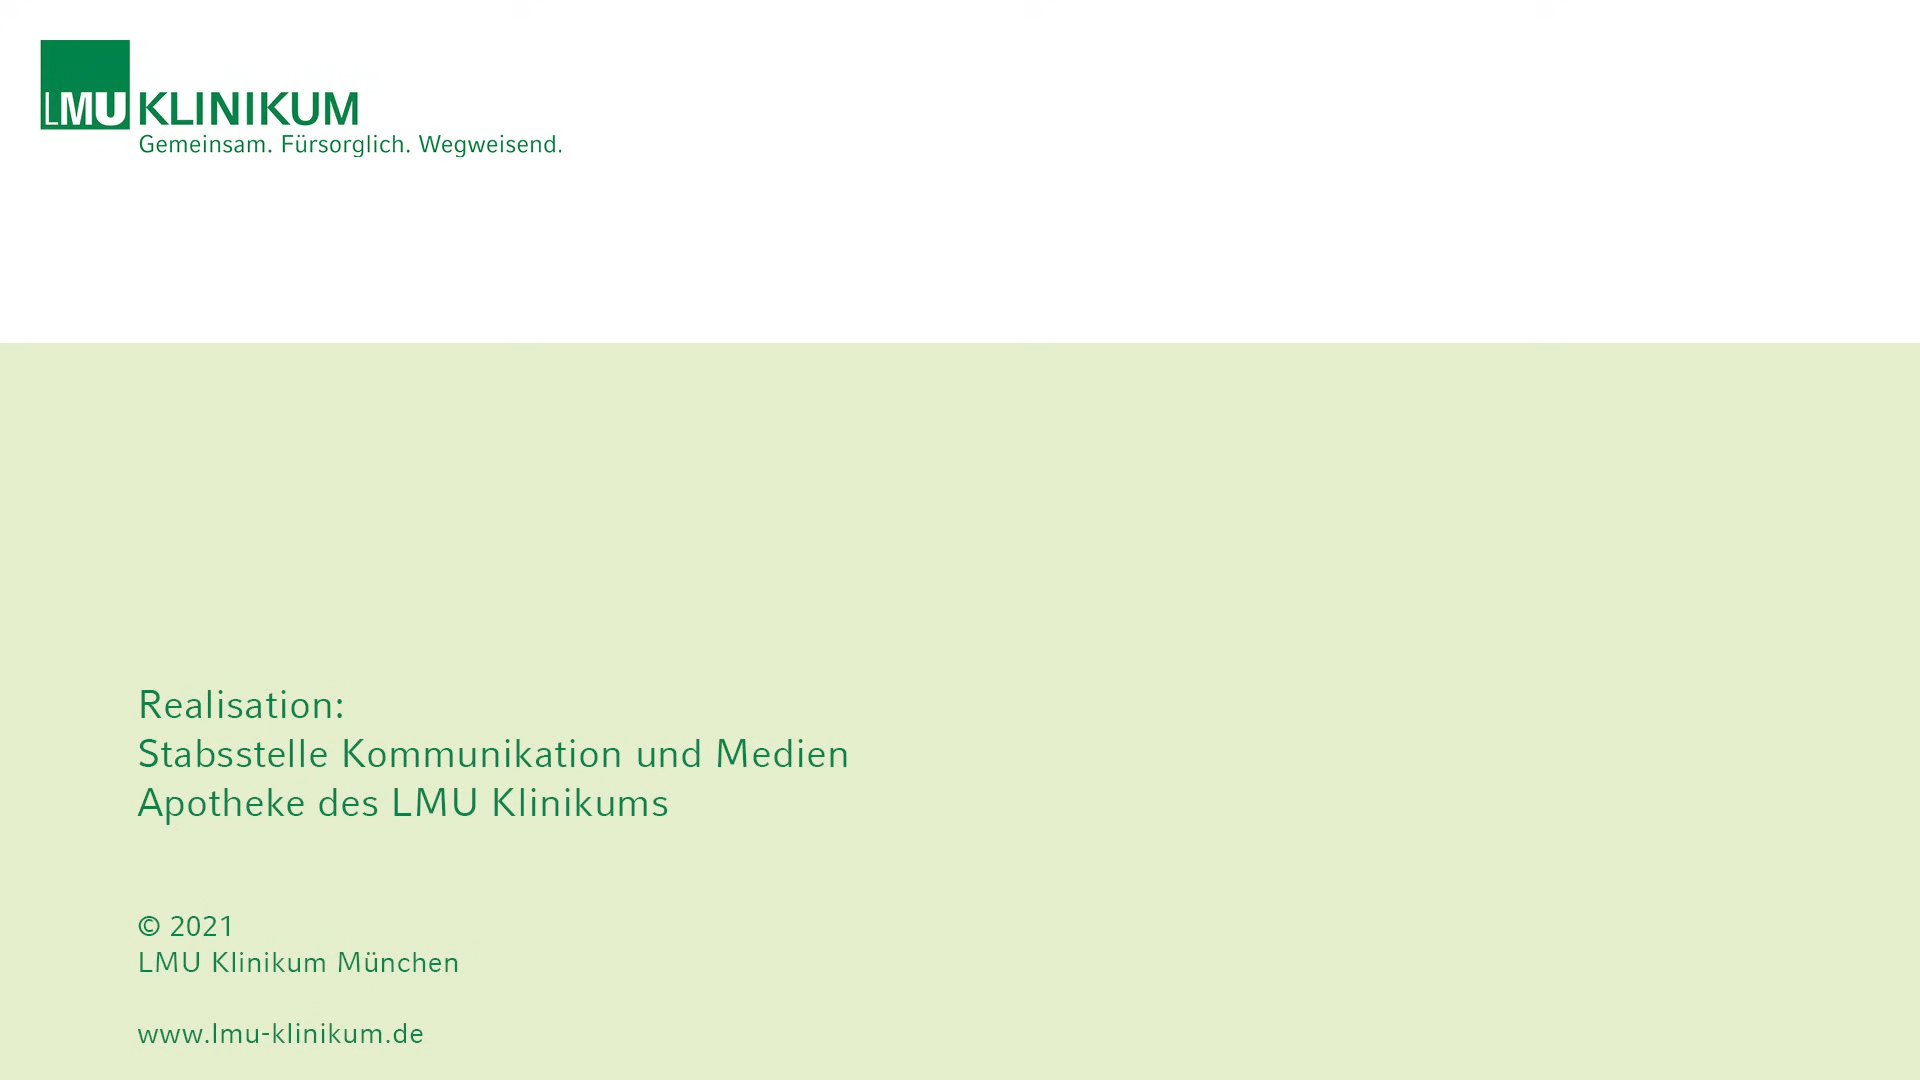 LMU KLINIKUM
Gemeinsam. Fürsorglich. Wegweisend.
Realisation:
Stabsstelle Kommunikation und Medien
Apotheke des LMU Klinikums
© 2021
LMU Klinikum München
www.lmu-klinikum.de